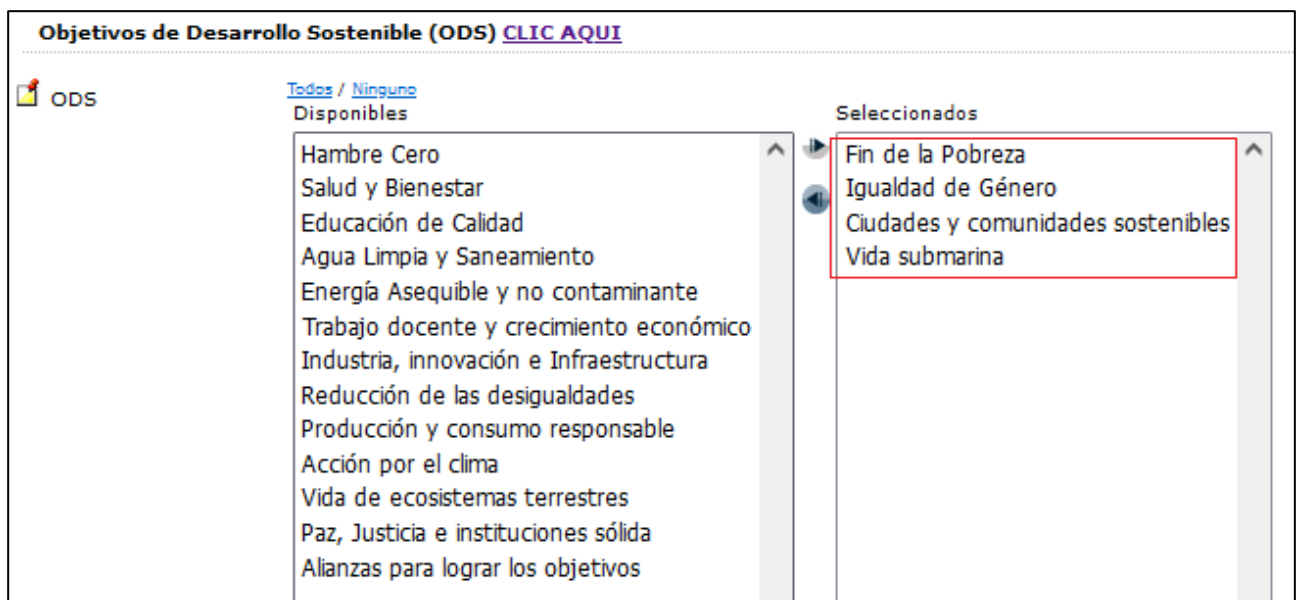 Objetivos de Desarrollo Sostenible (ODS) CLIC AQUI
ODS
Todos / Ninguno
Disponibles
Hambre Cero
Salud y Bienestar
Educación de Calidad
Agua Limpia y Saneamiento
Energía Asequible y no contaminante
Trabajo docente y crecimiento económico
Industria, innovación e Infraestructura
Reducción de las desigualdades
Producción y consumo responsable
Acción por el clima
Vida de ecosistemas terrestres
Paz, Justicia e instituciones sólida
Alianzas para lograr los objetivos
Seleccionados
Fin de la Pobreza
Igualdad de Género
Ciudades y comunidades sostenibles
Vida submarina